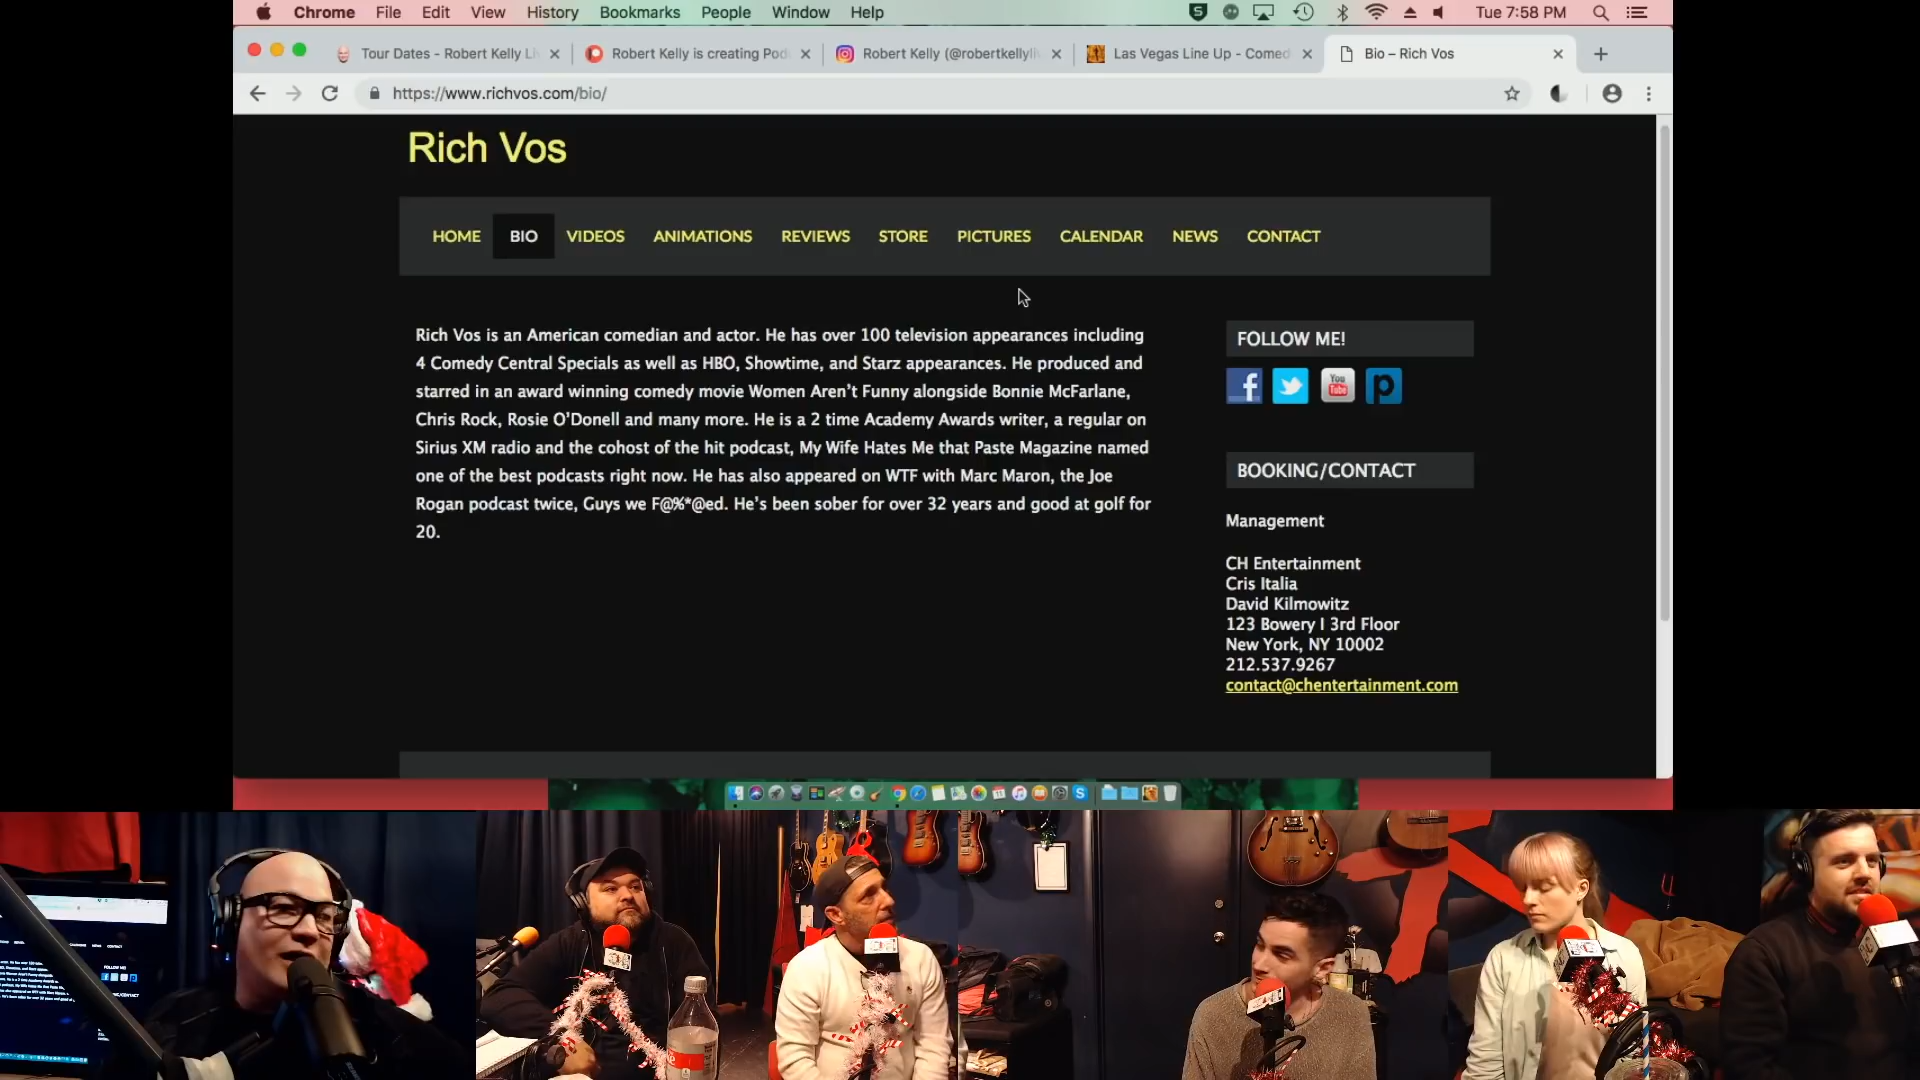 Chrome File Edit View History Bookmarks People Window Help Tue 7:58 PM
Tour Dates - Robert Kelly Li
Robert Kelly is creating Pod
Robert Kelly (@robertkellyli
Las Vegas Line Up - Comed
Bio – Rich Vos
https://www.richvos.com/bio/
Rich Vos
HOME BIO VIDEOS ANIMATIONS REVIEWS STORE PICTURES CALENDAR NEWS CONTACT
Rich Vos is an American comedian and actor. He has over 100 television appearances including
4 Comedy Central Specials as well as HBO, Showtime, and Starz appearances. He produced and
starred in an award winning comedy movie Women Aren't Funny alongside Bonnie McFarlane,
Chris Rock, Rosie O'Donell and many more. He is a 2 time Academy Awards writer, a regular on
Sirius XM radio and the cohost of the hit podcast, My Wife Hates Me that Paste Magazine named
one of the best podcasts right now. He has also appeared on WTF with Marc Maron, the Joe
Rogan podcast twice, Guys we F@%*@ed. He's been sober for over 32 years and good at golf for
20.
FOLLOW ME!
You
Tube
BOOKING/CONTACT
Management
CH Entertainment
Cris Italia
David Kilmowitz
123 Bowery I 3rd Floor
New York, NY 10002
212.537.9267
contact@chentertainment.com